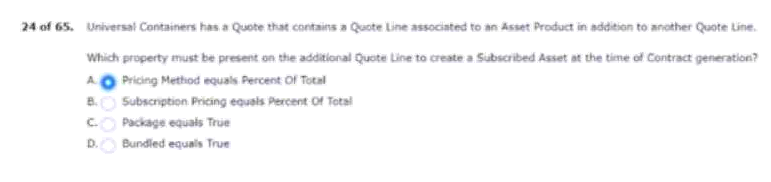 24 of 65. Universal Containers has a Quote that contains a Quote Line associated to an Asset Product in addition to another Quote Line.
Which property must be present on the additional Quote Line to create a Subscribed Asset at the time of Contract generation?
A. Pricing Method equals Percent Of Total
B. Subscription Pricing equals Percent Of Total
C. Package equals True
D. Bundled equals True